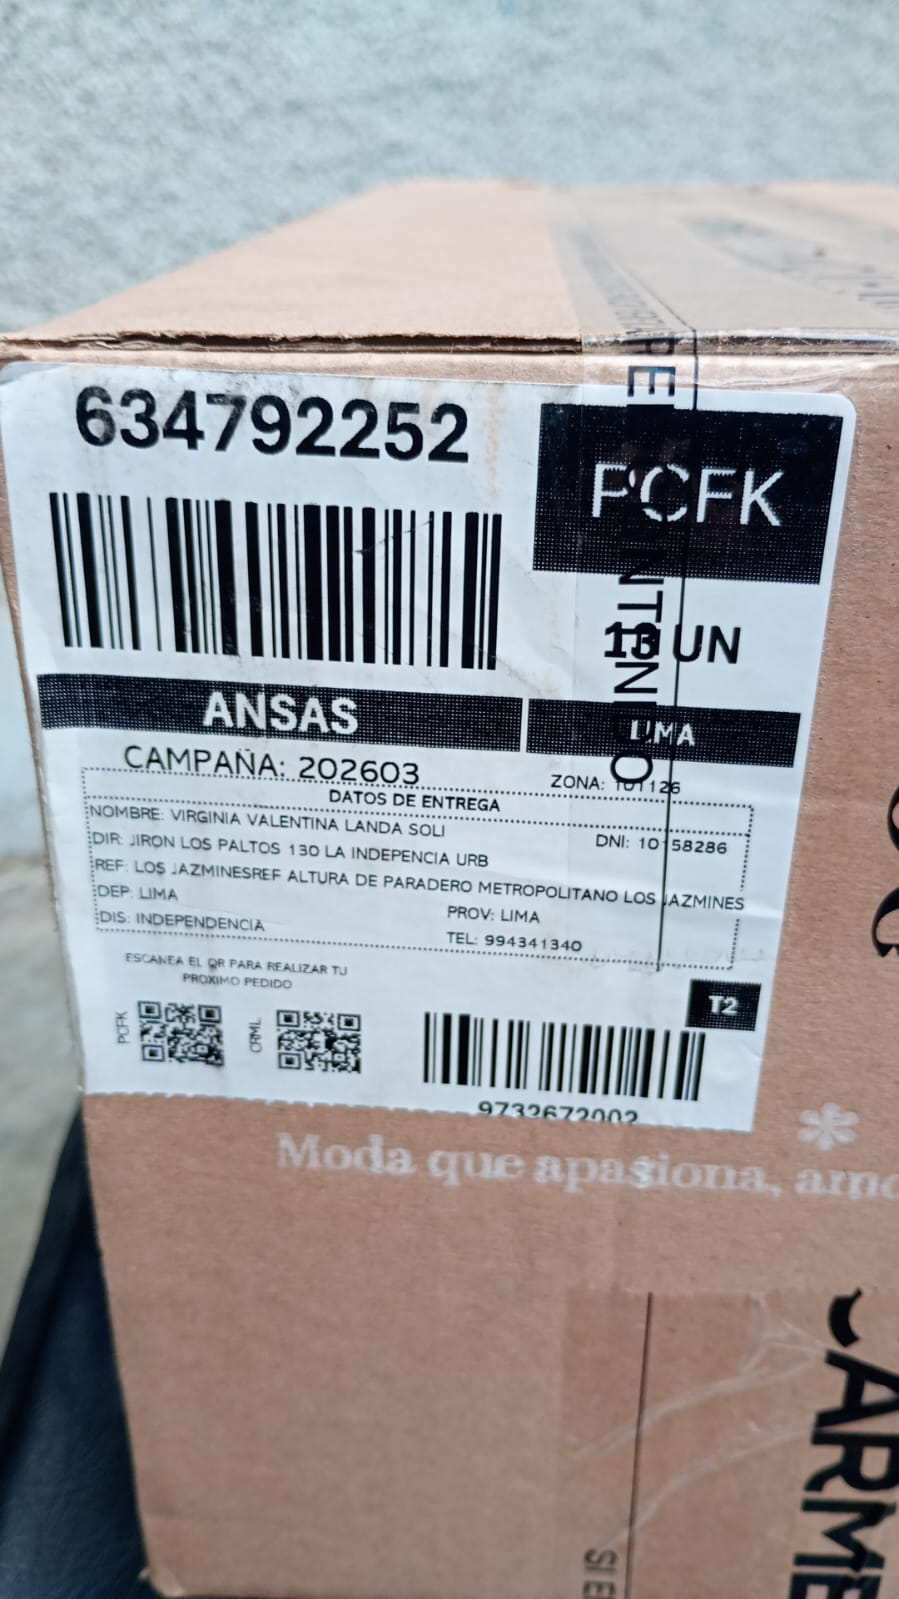 634792252
PCFK
13 UN
ANSAS
LIMA
CAMPAÑA: 202603
ZONA: 101126
DATOS DE ENTREGA
NOMBRE: VIRGINIA VALENTINA LANDA SOLI
DNI: 10 58286
DIR: JIRON LOS PALTOS 130 LA INDEPENCIA URB
REF: LOS JAZMINESREF ALTURA DE PARADERO METROPOLITANO LOS JAZMINES
DEP: LIMA
PROV: LIMA
DIS: INDEPENDENCIA
TEL: 994341340
ESCANEA EL QR PARA REALIZAR TU
PROXIMO PEDIDO
T2
PCFK
CRML
9732672002
Moda que apasiona,